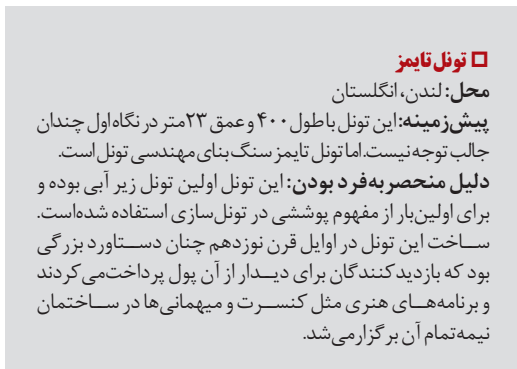 □ تونل تایمز
محل: لندن، انگلستان
پیش‌زمینه: این تونل با طول ۴۰۰ و عمق ۲۳ متر در نگاه اول چندان
جالب توجه نیست. اما تونل تایمز سنگ بنای مهندسی تونل است.
دلیل منحصر به فرد بودن: این تونل اولین تونل زیر آبی بوده و
برای اولین‌بار از مفهوم پوششی در تونل‌سازی استفاده شده‌است.
ساخت این تونل در اوایل قرن نوزدهم چنان دستاورد بزرگی
بود که بازدیدکنندگان برای دیدار از آن پول پرداخت‌می‌کردند
و برنامه‌های هنری مثل کنسرت و میهمانی‌ها در ساختمان
نیمه‌تمام آن برگزار می‌شد.